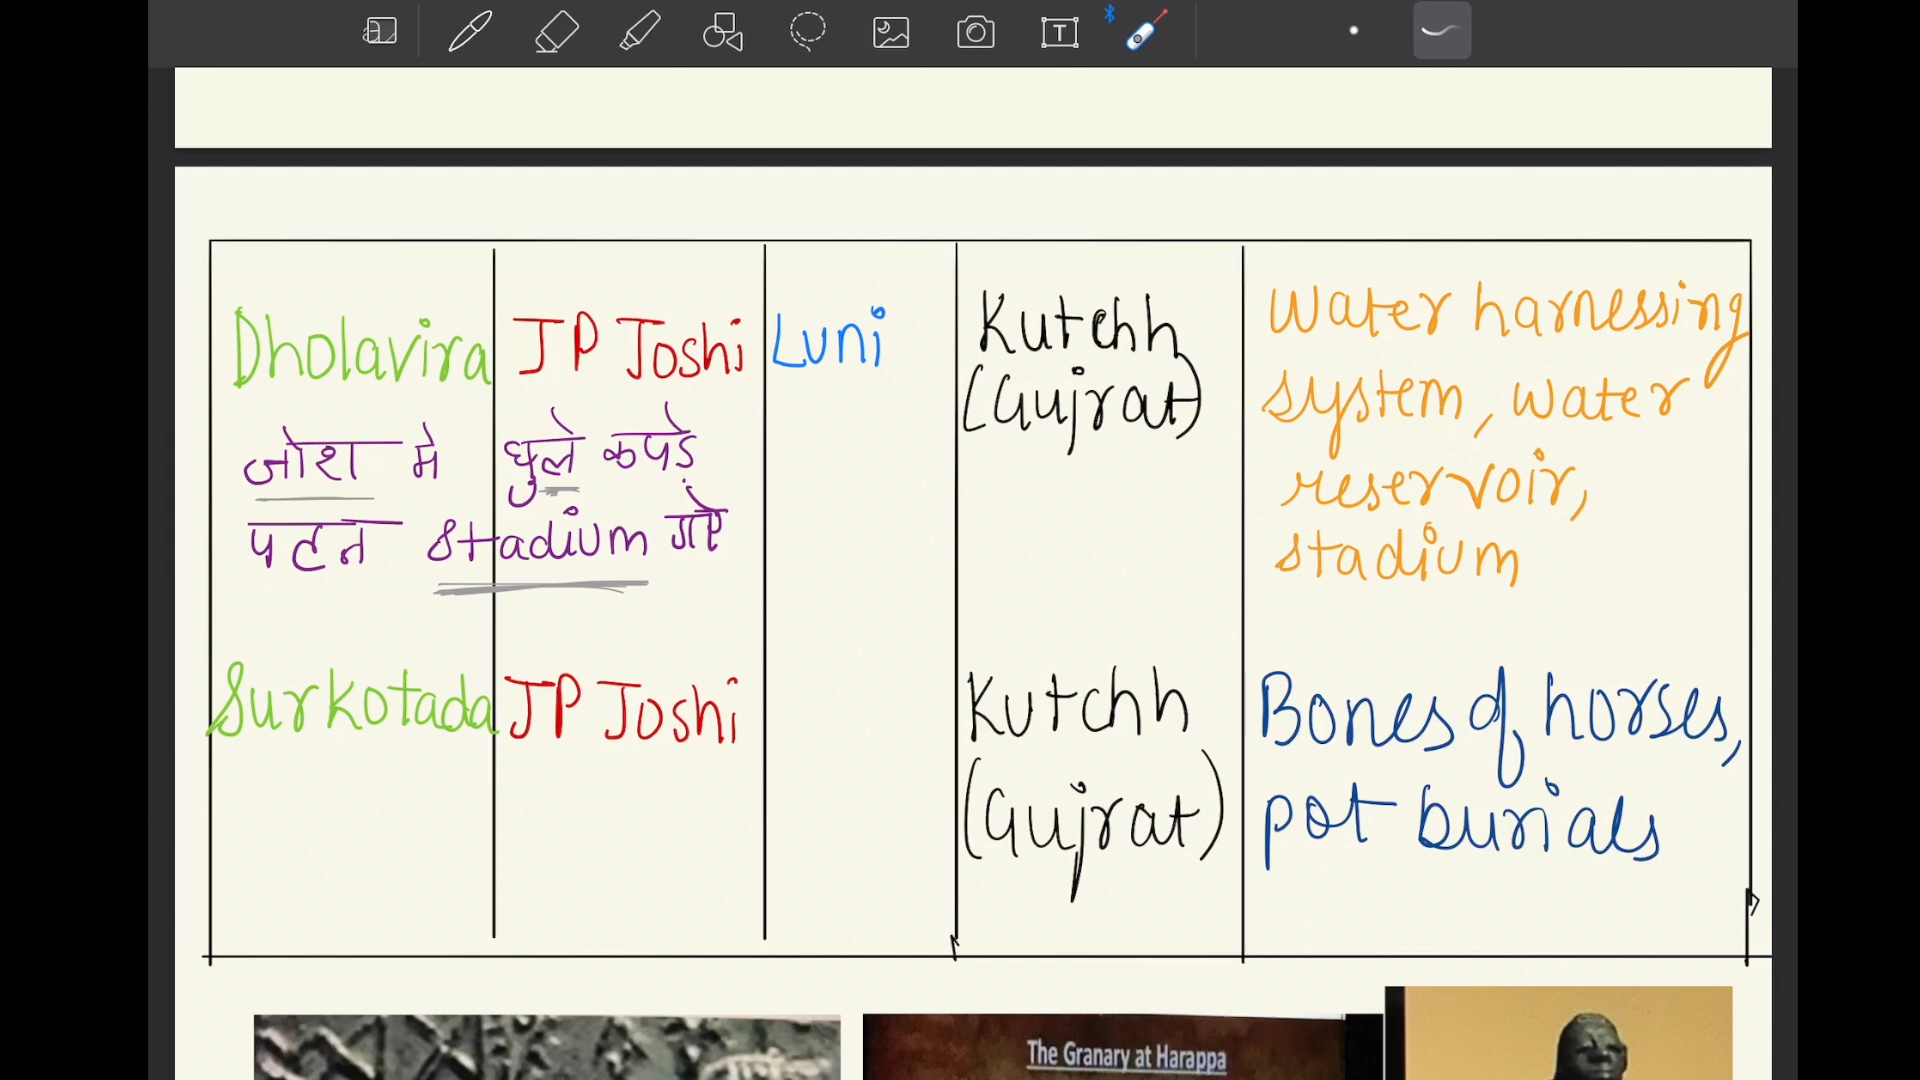 Dholavira JP Joshi Luni Kutchh (Gujrat) Water harnessing system, water reservoir, stadium
जोश मे धुले कपड़े
पहन stadium गए
Surkotada JP Joshi Kutchh (Gujrat) Bones of horses, pot burials
The Granary at Harappa